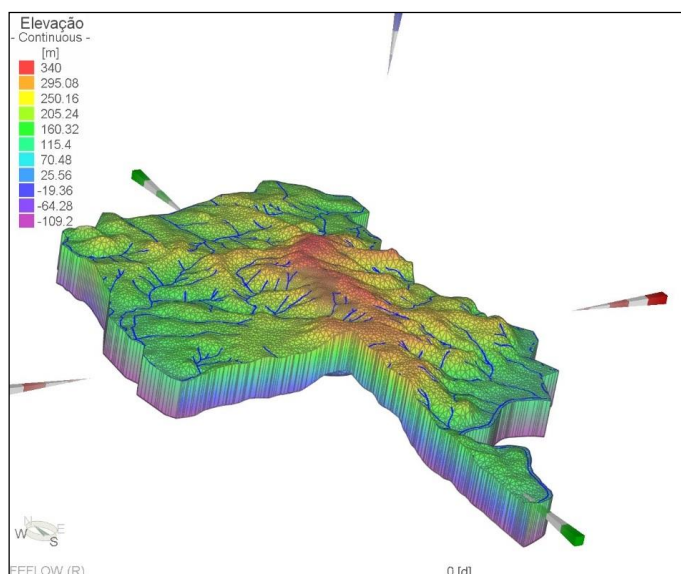 Elevação
- Continuous -
[m]
340
295.08
250.16
205.24
160.32
115.4
70.48
25.56
-19.36
-64.28
-109.2
N
W E
S
FEFLOW (R)
0 [d]